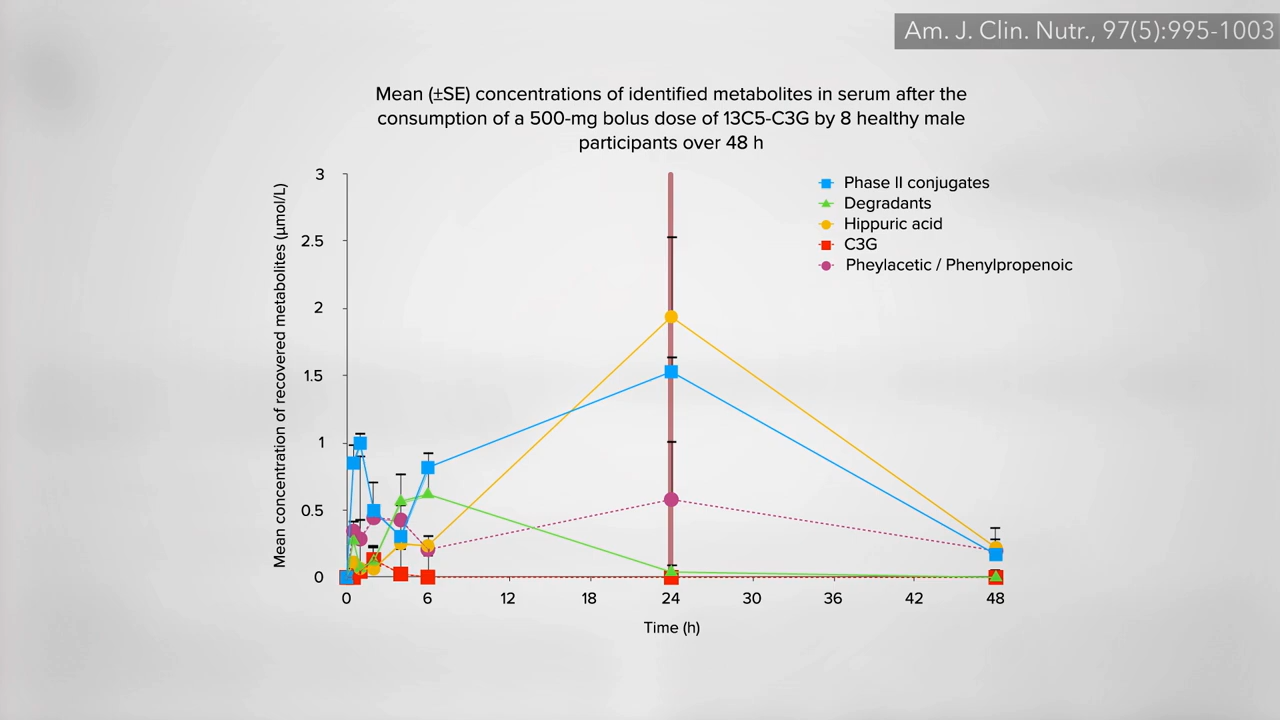 Am. J. Clin. Nutr., 97(5):995-1003
Mean (±SE) concentrations of identified metabolites in serum after the
consumption of a 500-mg bolus dose of 13C5-C3G by 8 healthy male
participants over 48 h
Mean concentration of recovered metabolites (μmol/L)
3
2.5
2
1.5
1
0.5
0
Phase II conjugates
Degradants
Hippuric acid
C3G
Pheylacetic / Phenylpropenoic
0 6 12 18 24 30 36 42 48
Time (h)